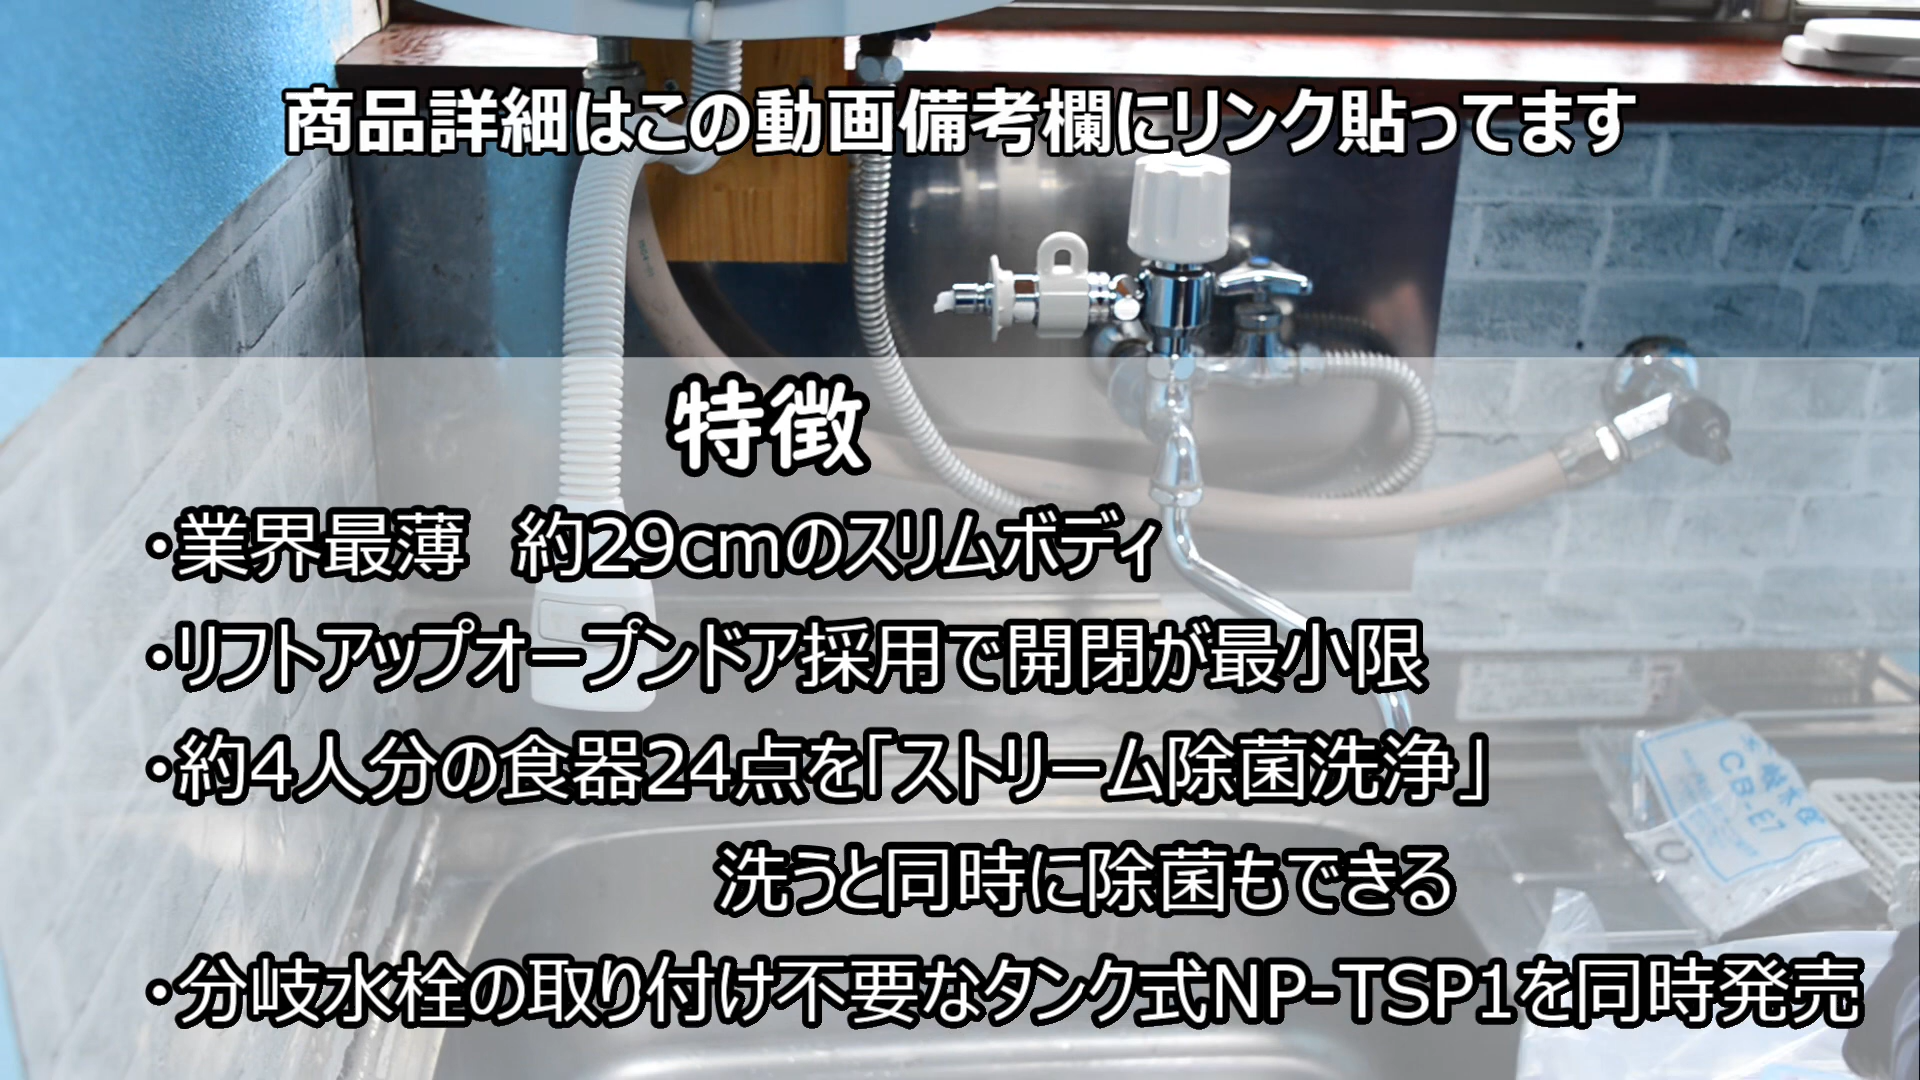 商品詳細はこの動画備考欄にリンク貼ってます
特徴
・業界最薄　約29cmのスリムボディ
・リフトアップオープンドア採用で開閉が最小限
・約4人分の食器24点を「ストリーム除菌洗浄」
洗うと同時に除菌もできる
CB-E7
・分岐水栓の取り付け不要なタンク式NP-TSP1を同時発売